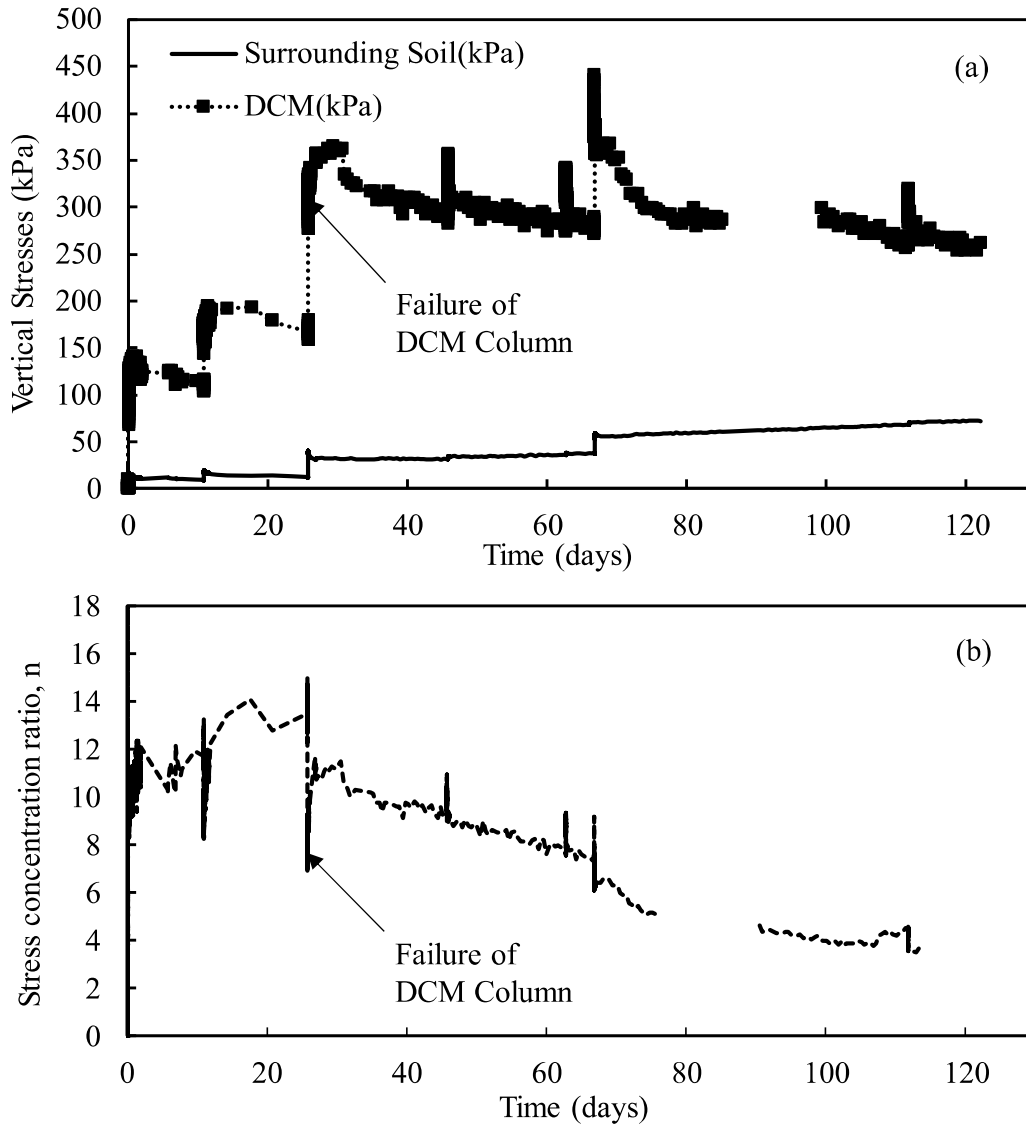 500
450
400
350
300
250
200
150
100
50
0
Vertical Stresses (kPa)
Surrounding Soil(kPa)
DCM(kPa)
(a)
Failure of
DCM Column
0 20 40 60 80 100 120
Time (days)
18
16
14
12
10
8
6
4
2
0
Stress concentration ratio, n
(b)
Failure of
DCM Column
0 20 40 60 80 100 120
Time (days)